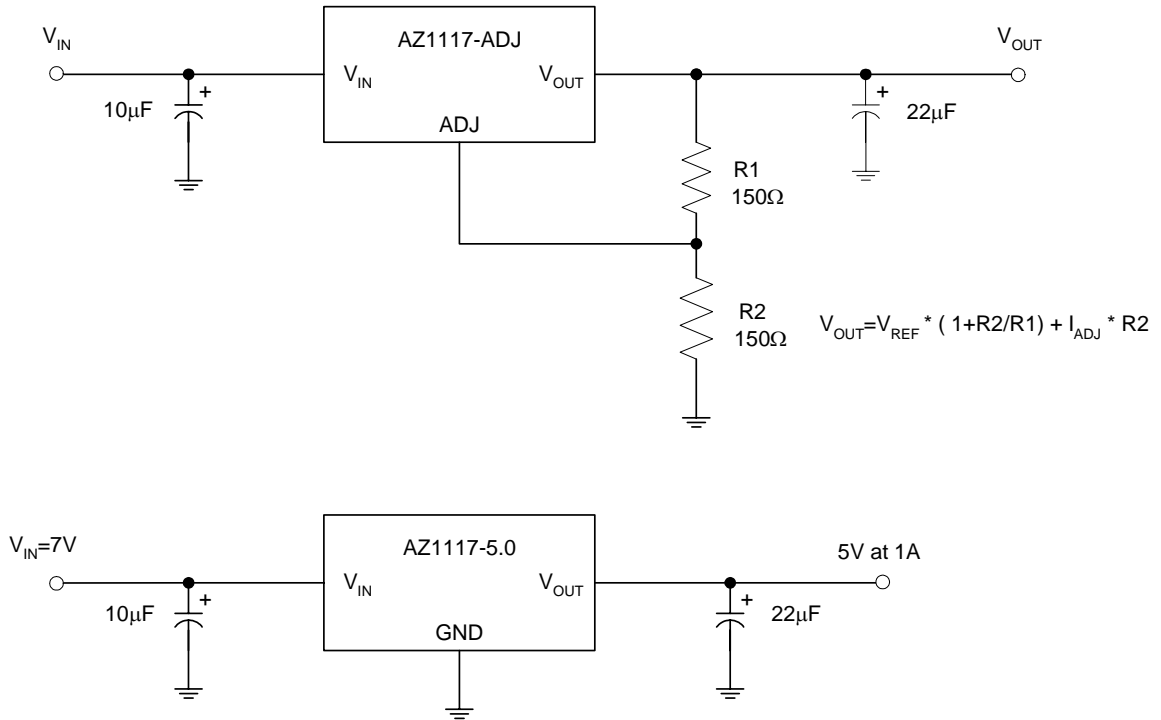 AZ1117-ADJ
V_IN
V_OUT
V_IN
V_OUT
10μF
+
ADJ
+
22μF
R1
150Ω
R2
150Ω
V_OUT=V_REF * ( 1+R2/R1) + I_ADJ * R2
AZ1117-5.0
V_IN=7V
5V at 1A
V_IN
V_OUT
10μF
+
GND
+
22μF